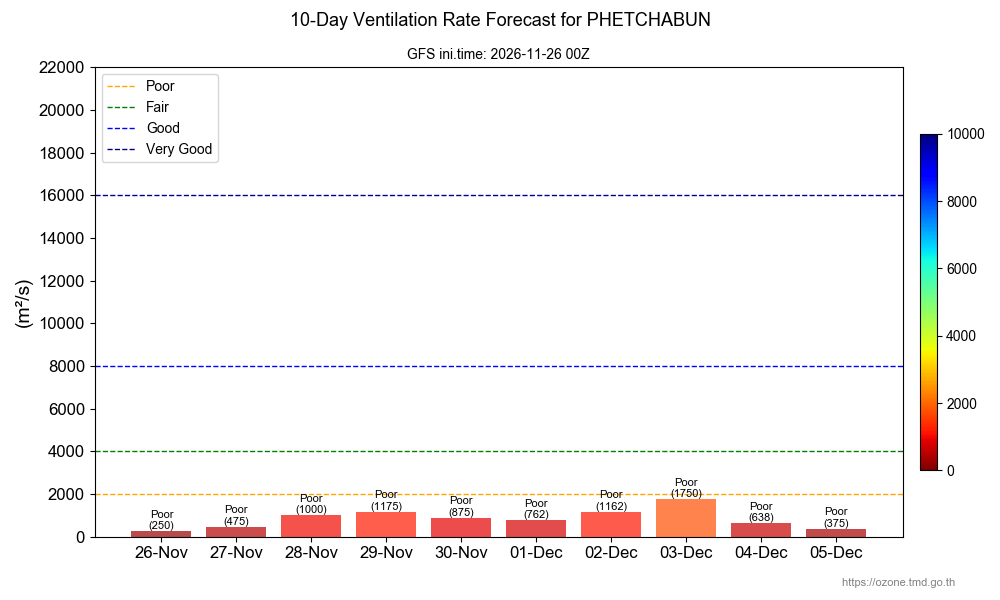 10-Day Ventilation Rate Forecast for PHETCHABUN
GFS ini.time: 2026-11-26 00Z
(m²/s)
22000
20000
18000
16000
14000
12000
10000
8000
6000
4000
2000
0
Poor
Fair
Good
Very Good
Poor
(250)
Poor
(475)
Poor
(1000)
Poor
(1175)
Poor
(875)
Poor
(762)
Poor
(1162)
Poor
(1750)
Poor
(638)
Poor
(375)
26-Nov
27-Nov
28-Nov
29-Nov
30-Nov
01-Dec
02-Dec
03-Dec
04-Dec
05-Dec
10000
8000
6000
4000
2000
0
https://ozone.tmd.go.th